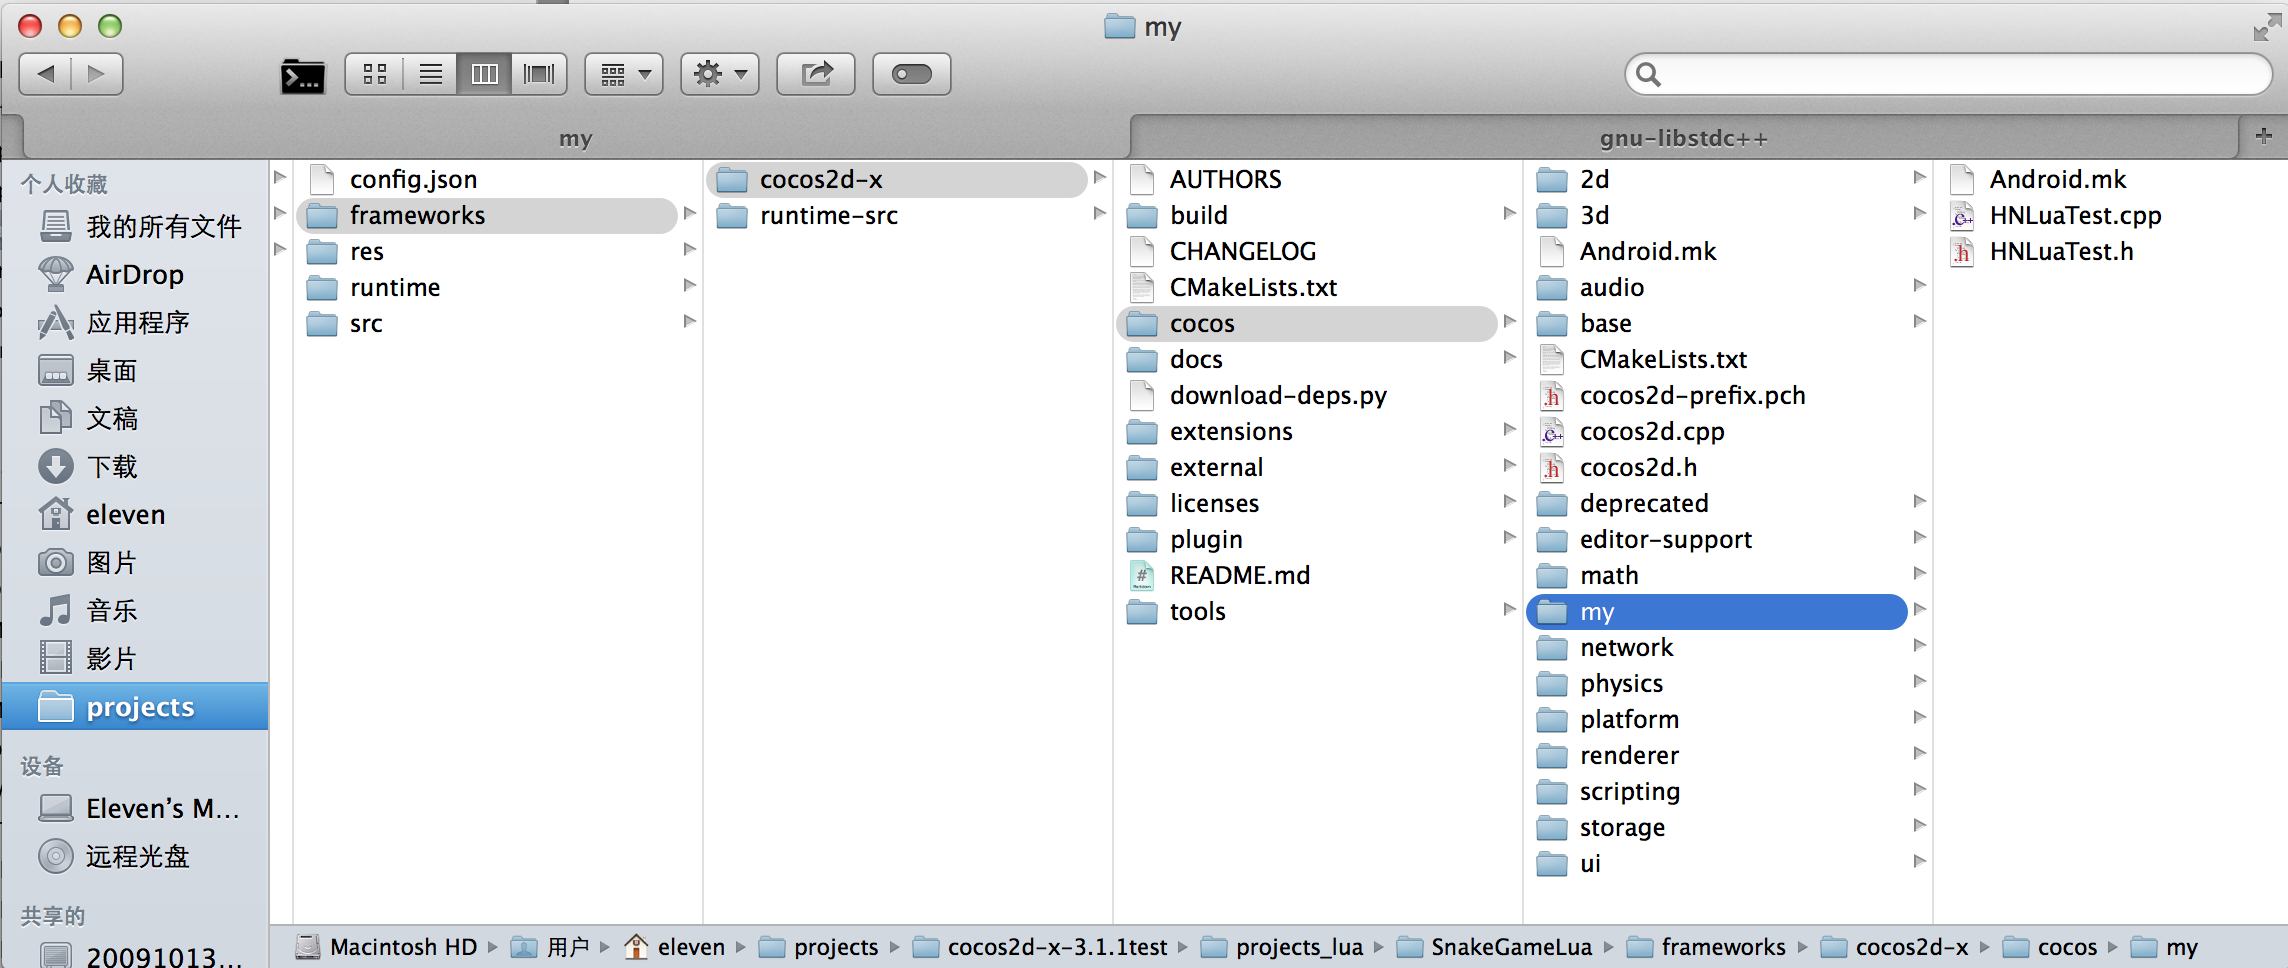 my
my
gnu-libstdc++
个人收藏
我的所有文件
AirDrop
应用程序
桌面
文稿
下载
eleven
图片
音乐
影片
projects
设备
Eleven's M...
远程光盘
共享的
20091013...
config.json
frameworks
res
runtime
src
cocos2d-x
runtime-src
AUTHORS
build
CHANGELOG
CMakeLists.txt
cocos
docs
download-deps.py
extensions
external
licenses
plugin
README.md
tools
2d
3d
Android.mk
audio
base
CMakeLists.txt
cocos2d-prefix.pch
cocos2d.cpp
cocos2d.h
deprecated
editor-support
math
my
network
physics
platform
renderer
scripting
storage
ui
Android.mk
HNLuaTest.cpp
HNLuaTest.h
Macintosh HD 用户 eleven projects cocos2d-x-3.1.1test projects_lua SnakeGameLua frameworks cocos2d-x cocos my